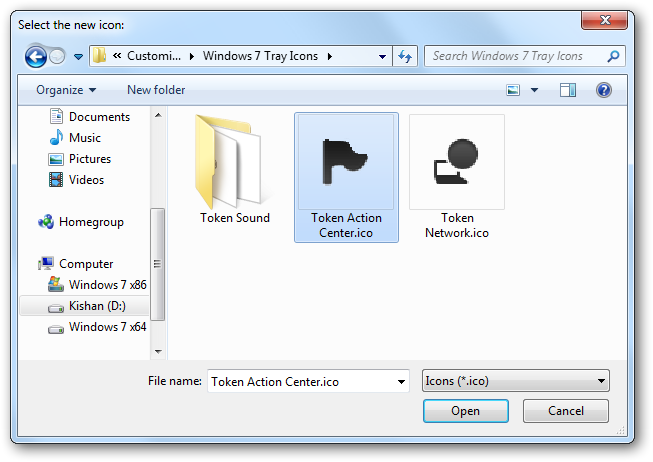 Select the new icon:
« Customi... Windows 7 Tray Icons
Search Windows 7 Tray Icons
Organize New folder
Documents
Music
Pictures
Videos
Homegroup
Computer
Windows 7 x86
Kishan (D:)
Windows 7 x64
Token Sound
Token Action
Center.ico
Token
Network.ico
File name: Token Action Center.ico Icons (*.ico)
Open Cancel